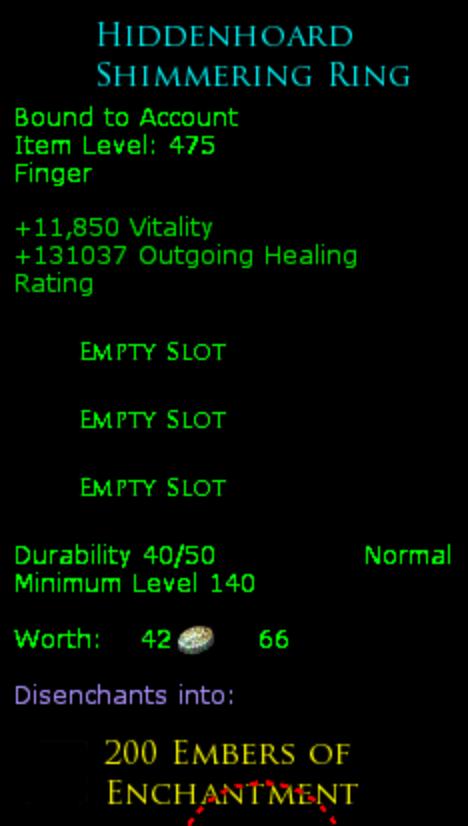 Hiddenhoard
Shimmering Ring
Bound to Account
Item Level: 475
Finger
+11,850 Vitality
+131037 Outgoing Healing
Rating
Empty Slot
Empty Slot
Empty Slot
Durability 40/50 Normal
Minimum Level 140
Worth: 42 66
Disenchants into:
200 Embers of
Enchantment